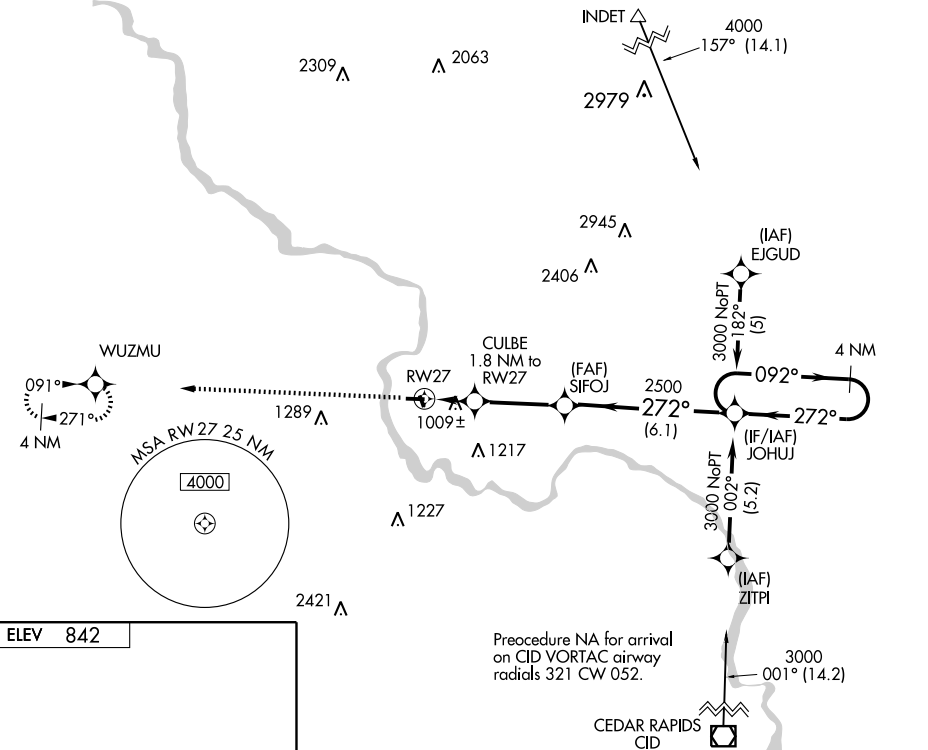 INDET
4000
157° (14.1)
2309
2063
2979
2945
2406
(IAF)
EJGUD
3000 NoPT
182°
(5)
4 NM
092°
WUZMU
091°
271°
4 NM
CULBE
1.8 NM to
RW27
RW27
(FAF)
SIFOJ
2500
272°
(6.1)
272°
(IF/IAF)
JOHUJ
1289
1009±
1217
MSA RW 27 25 NM
4000
1227
3000 NoPT
002°
(5.2)
(IAF)
ZITPI
2421
ELEV 842
Preocedure NA for arrival
on CID VORTAC airway
radials 321 CW 052.
3000
001° (14.2)
CEDAR RAPIDS
CID